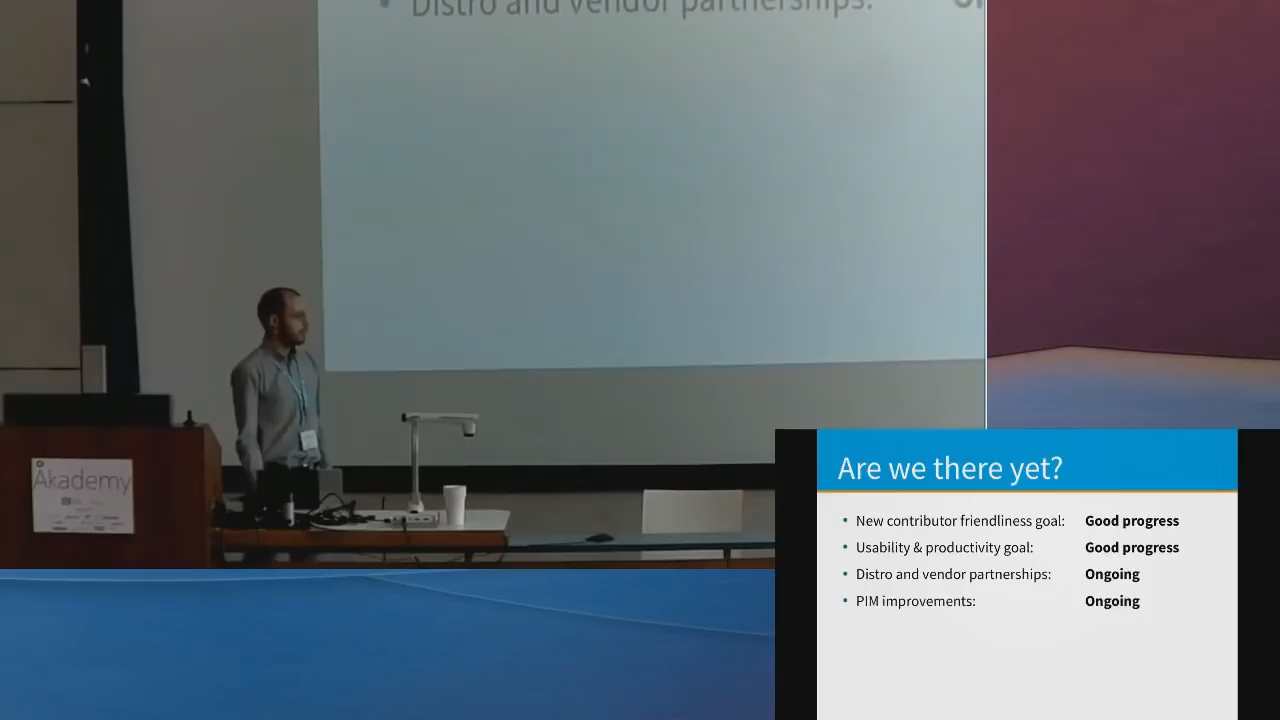 • Distro and vendor partnerships:
Akademy
Are we there yet?
• New contributor friendliness goal: Good progress
• Usability & productivity goal: Good progress
• Distro and vendor partnerships: Ongoing
• PIM improvements: Ongoing